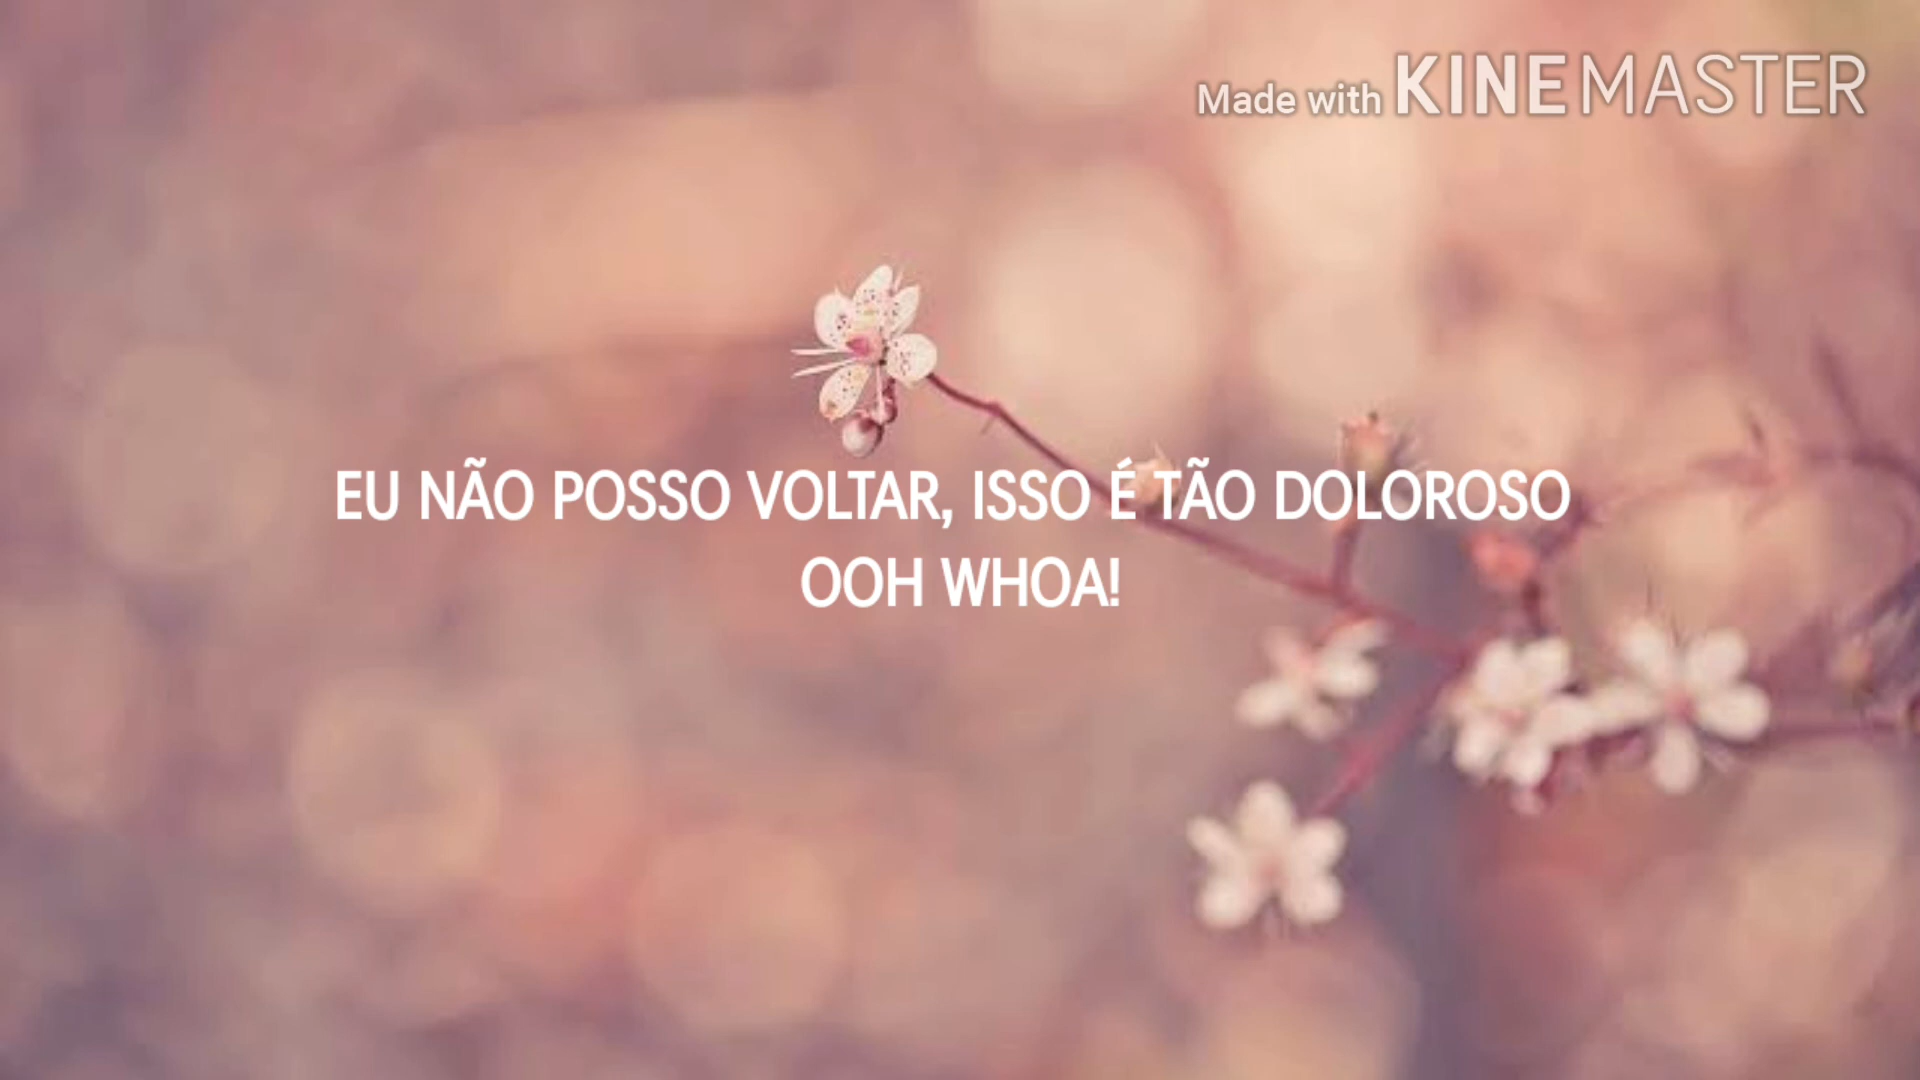 Made with KINEMASTER
EU NÃO POSSO VOLTAR, ISSO É TÃO DOLOROSO
OOH WHOA!